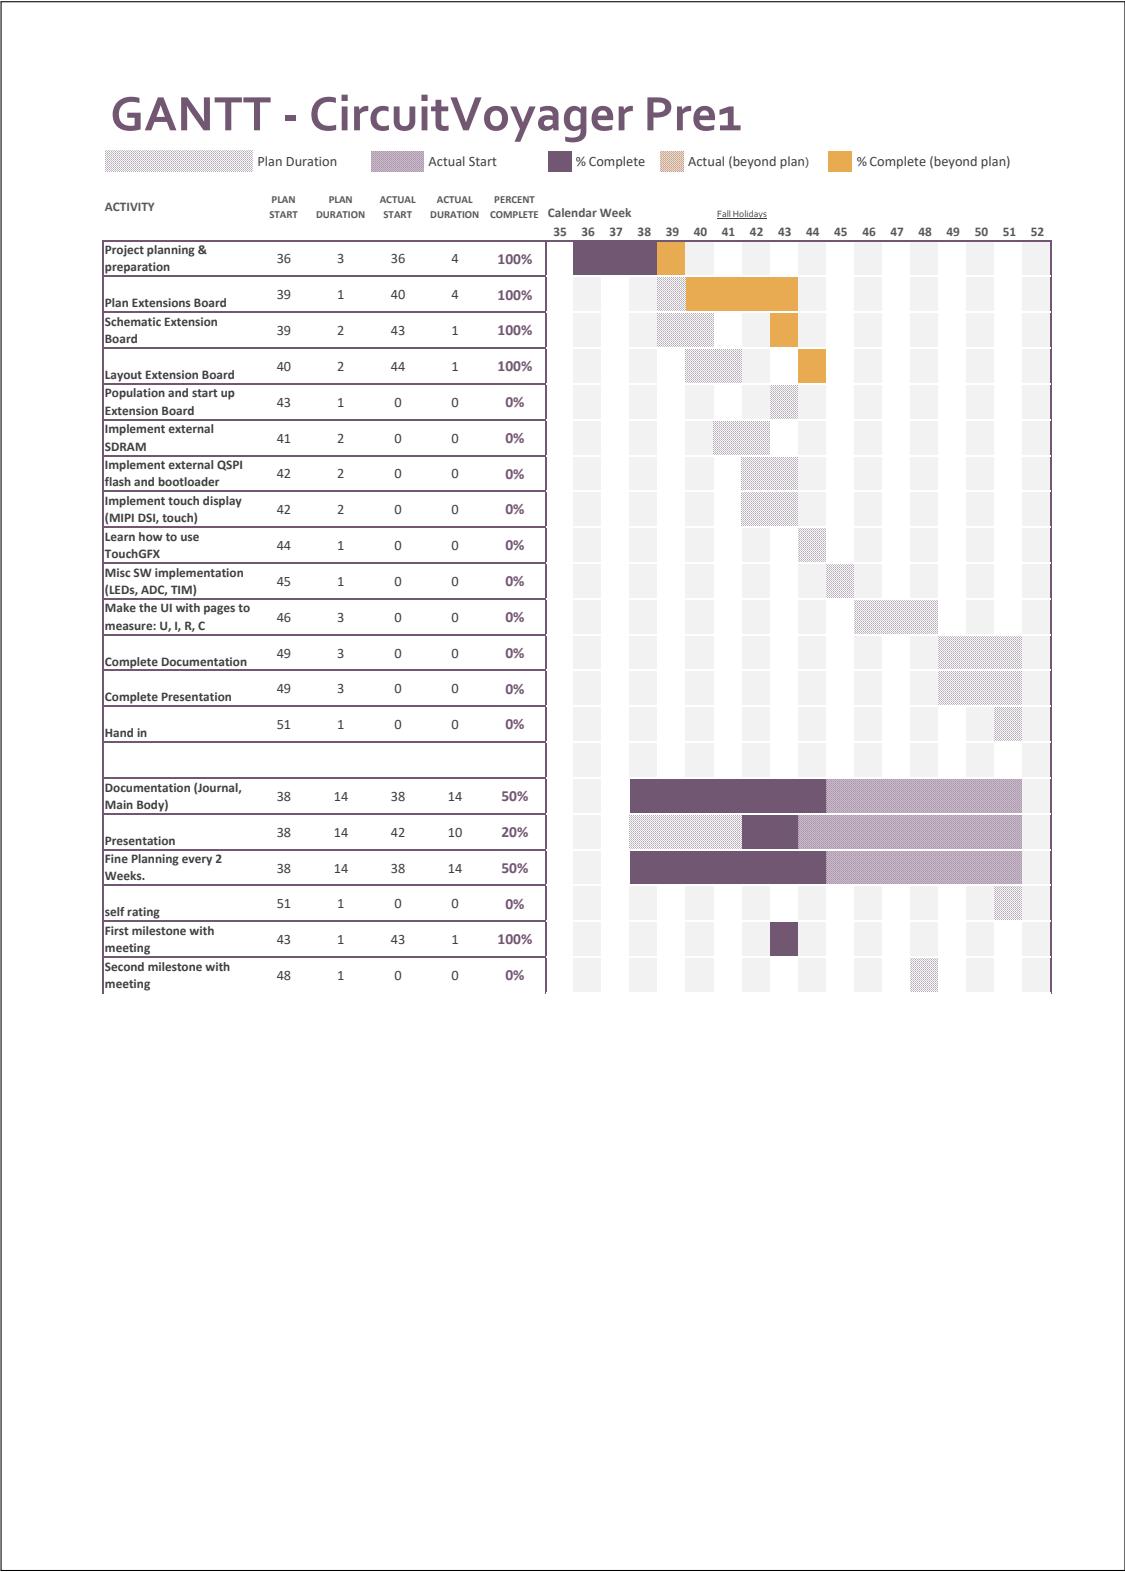 GANTT - CircuitVoyager Pre1
Plan Duration Actual Start % Complete Actual (beyond plan) % Complete (beyond plan)
ACTIVITY PLAN START PLAN DURATION ACTUAL START ACTUAL DURATION PERCENT COMPLETE Calendar Week Fall Holidays
35 36 37 38 39 40 41 42 43 44 45 46 47 48 49 50 51 52
Project planning & preparation 36 3 36 4 100%
Plan Extensions Board 39 1 40 4 100%
Schematic Extension Board 39 2 43 1 100%
Layout Extension Board 40 2 44 1 100%
Population and start up Extension Board 43 1 0 0 0%
Implement external SDRAM 41 2 0 0 0%
Implement external QSPI flash and bootloader 42 2 0 0 0%
Implement touch display (MIPI DSI, touch) 42 2 0 0 0%
Learn how to use TouchGFX 44 1 0 0 0%
Misc SW implementation (LEDs, ADC, TIM) 45 1 0 0 0%
Make the UI with pages to measure: U, I, R, C 46 3 0 0 0%
Complete Documentation 49 3 0 0 0%
Complete Presentation 49 3 0 0 0%
Hand in 51 1 0 0 0%
Documentation (Journal, Main Body) 38 14 38 14 50%
Presentation 38 14 42 10 20%
Fine Planning every 2 Weeks. 38 14 38 14 50%
self rating 51 1 0 0 0%
First milestone with meeting 43 1 43 1 100%
Second milestone with meeting 48 1 0 0 0%